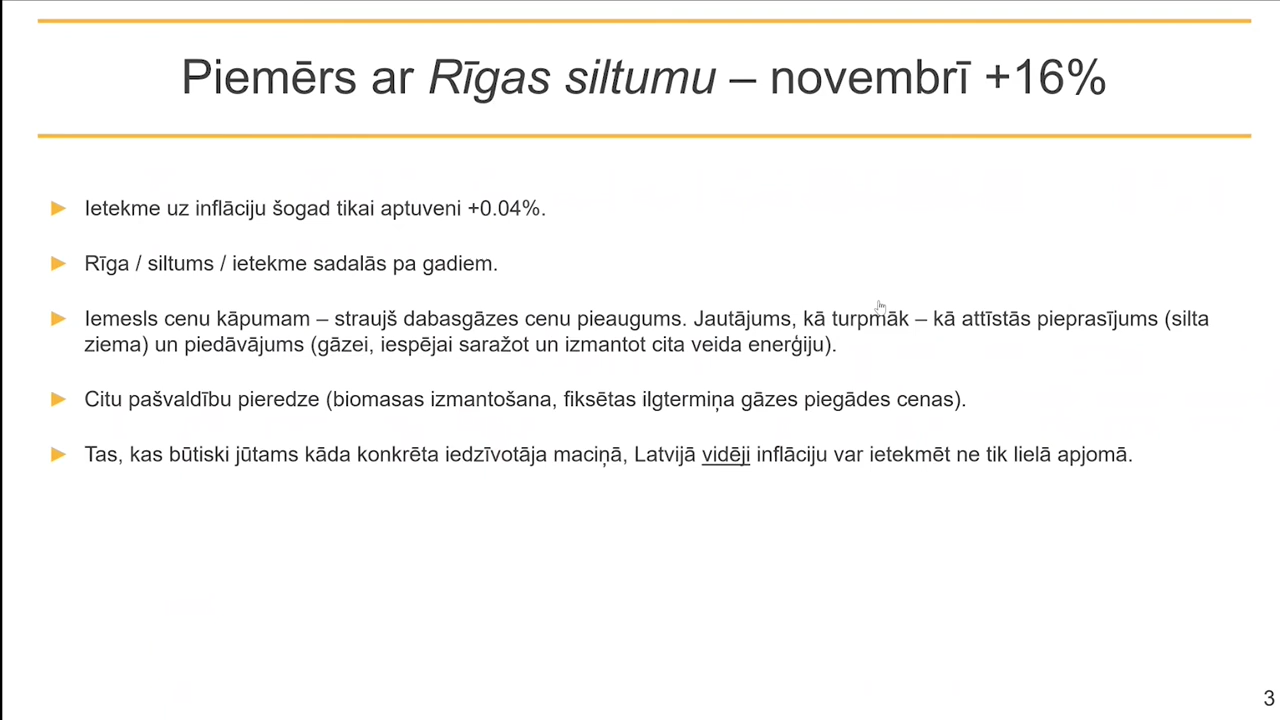 Piemērs ar Rīgas siltumu – novembrī +16%
Ietekme uz inflāciju šogad tikai aptuveni +0.04%.
Rīga / siltums / ietekme sadalās pa gadiem.
Iemesls cenu kāpumam – straujš dabasgāzes cenu pieaugums. Jautājums, kā turpmāk – kā attīstās pieprasījums (silta
ziema) un piedāvājums (gāzei, iespējai saražot un izmantot cita veida enerģiju).
Citu pašvaldību pieredze (biomasas izmantošana, fiksētas ilgtermiņa gāzes piegādes cenas).
Tas, kas būtiski jūtams kāda konkrēta iedzīvotāja maciņā, Latvijā vidēji inflāciju var ietekmēt ne tik lielā apjomā.
3